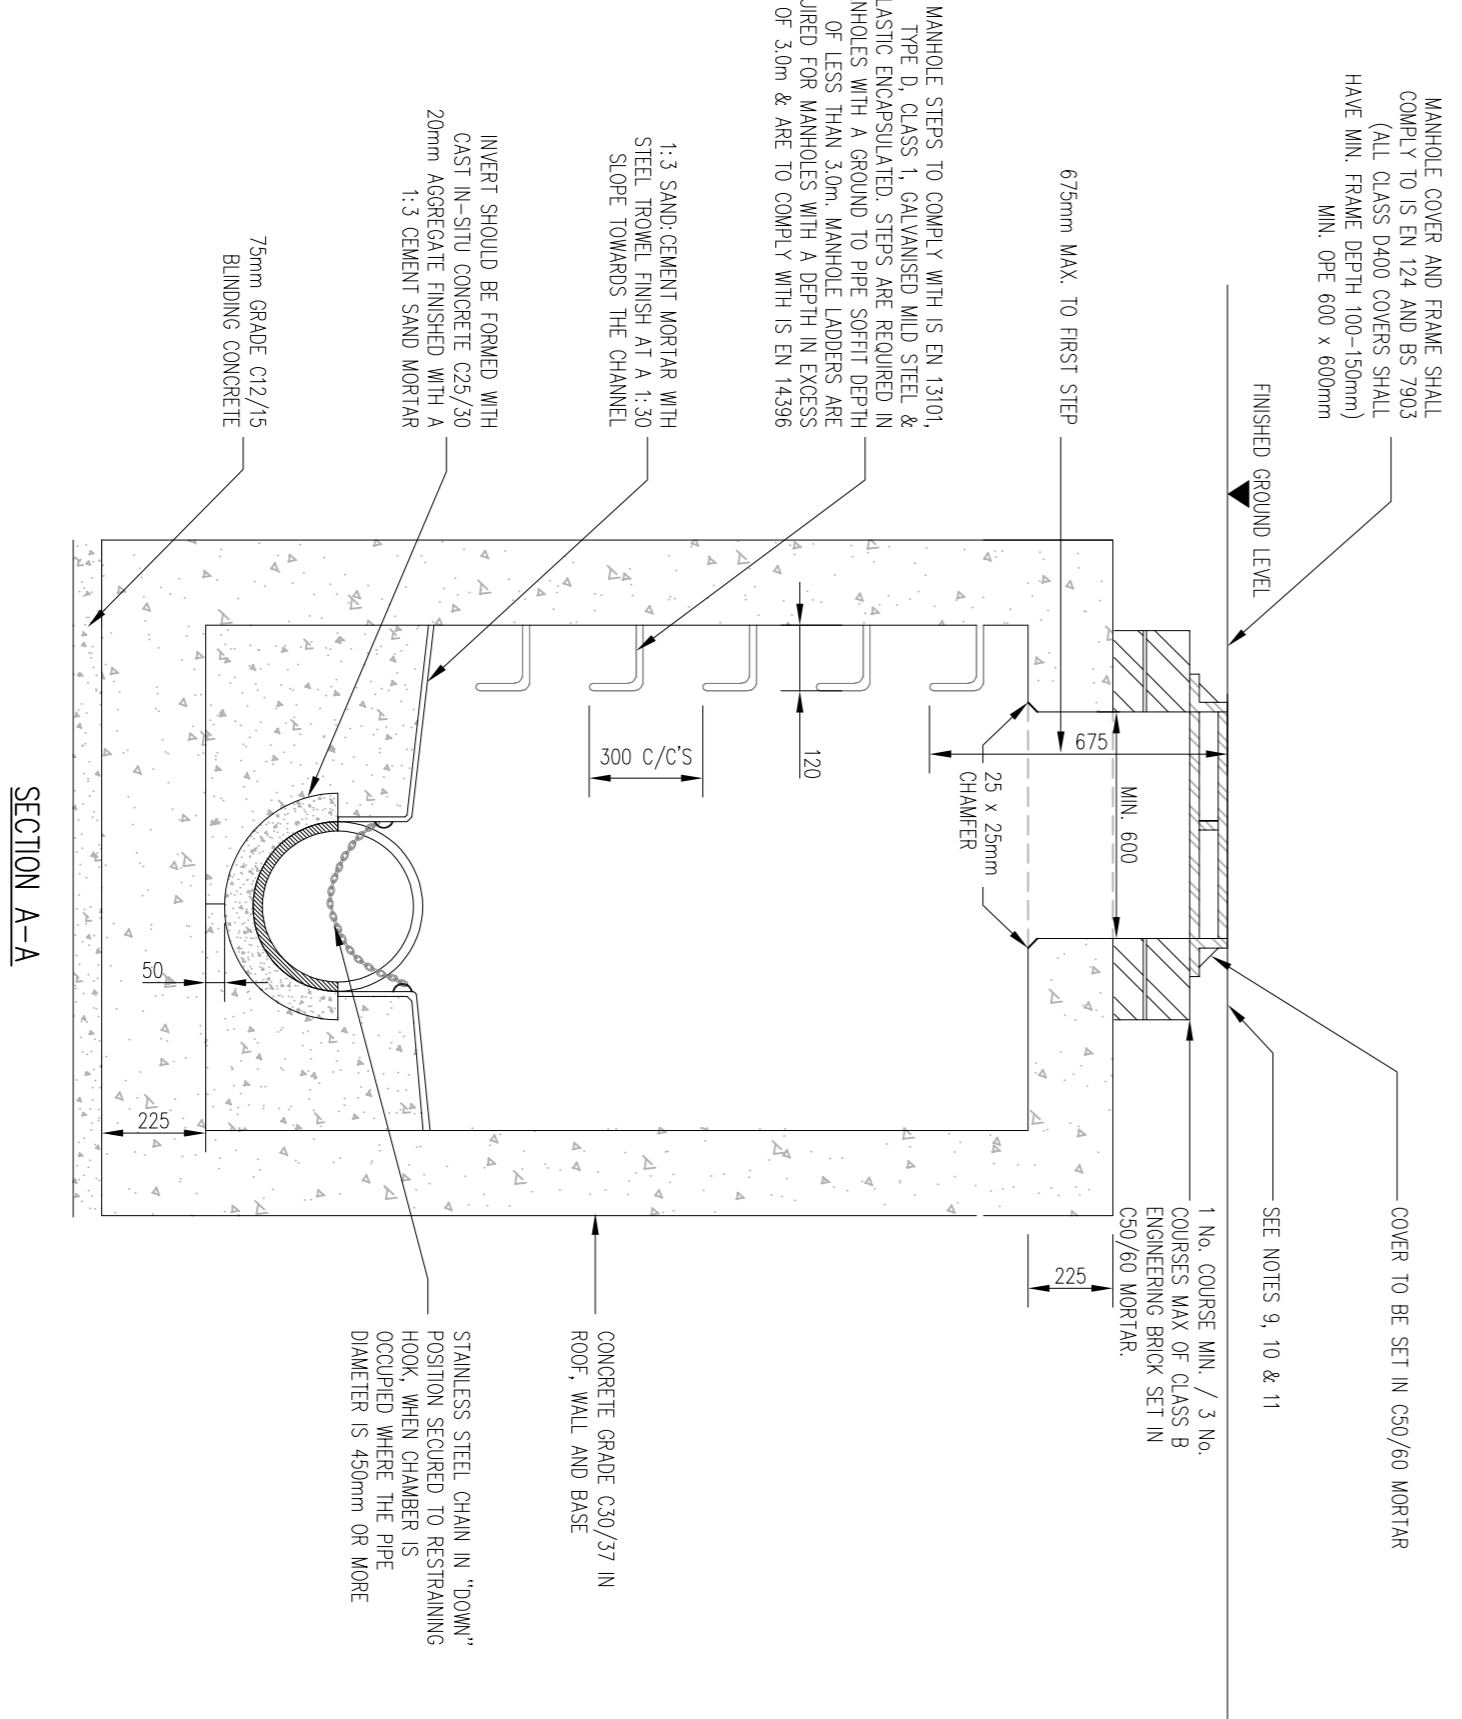 MANHOLE COVER AND FRAME SHALL
COMPLY TO IS EN 124 AND BS 7903
(ALL CLASS D400 COVERS SHALL
HAVE MIN. FRAME DEPTH 100-150mm)
MIN. OPE 600 x 600mm
FINISHED GROUND LEVEL
675mm MAX. TO FIRST STEP
MANHOLE STEPS TO COMPLY WITH IS EN 13101,
TYPE D, CLASS 1, GALVANISED MILD STEEL &
LASTIC ENCAPSULATED. STEPS ARE REQUIRED IN
NHOLES WITH A GROUND TO PIPE SOFFIT DEPTH
OF LESS THAN 3.0m. MANHOLE LADDERS ARE
UIRED FOR MANHOLES WITH A DEPTH IN EXCESS
OF 3.0m & ARE TO COMPLY WITH IS EN 14396
1:3 SAND:CEMENT MORTAR WITH
STEEL TROWEL FINISH AT A 1:30
SLOPE TOWARDS THE CHANNEL
INVERT SHOULD BE FORMED WITH
CAST IN-SITU CONCRETE C25/30
20mm AGGREGATE FINISHED WITH A
1:3 CEMENT SAND MORTAR
75mm GRADE C12/15
BLINDING CONCRETE
675
MIN. 600
25 x 25mm
CHAMFER
120
300 C/C'S
50
225
225
COVER TO BE SET IN C50/60 MORTAR
SEE NOTES 9, 10 & 11
1 No. COURSE MIN. / 3 No.
COURSES MAX OF CLASS B
ENGINEERING BRICK SET IN
C50/60 MORTAR.
CONCRETE GRADE C30/37 IN
ROOF, WALL AND BASE
STAINLESS STEEL CHAIN IN "DOWN"
POSITION SECURED TO RESTRAINING
HOOK, WHEN CHAMBER IS
OCCUPIED WHERE THE PIPE
DIAMETER IS 450mm OR MORE
SECTION A-A